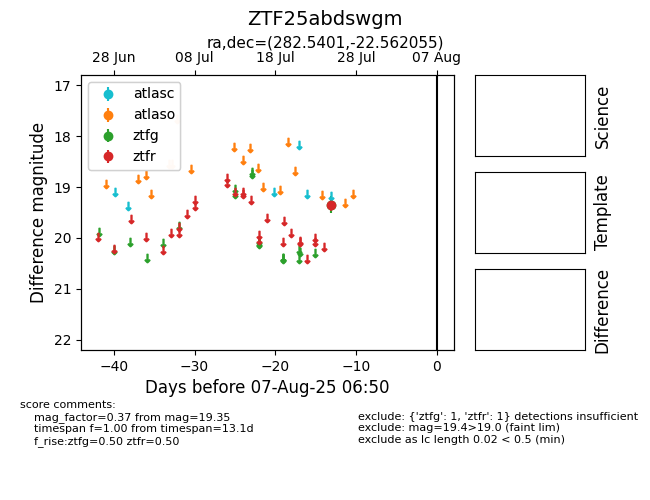 ZTF25abdswgm
ra,dec=(282.5401,-22.562055)
28 Jun 08 Jul 18 Jul 28 Jul 07 Aug
atlasc
atlaso
ztfg
ztfr
17
18
19
20
21
22
Difference magnitude
−40 −30 −20 −10 0
Days before 07-Aug-25 06:50
Science
Template
Difference
score comments:
mag_factor=0.37 from mag=19.35
timespan f=1.00 from timespan=13.1d
f_rise:ztfg=0.50 ztfr=0.50
exclude: {'ztfg': 1, 'ztfr': 1} detections insufficient
exclude: mag=19.4>19.0 (faint lim)
exclude as lc length 0.02 < 0.5 (min)